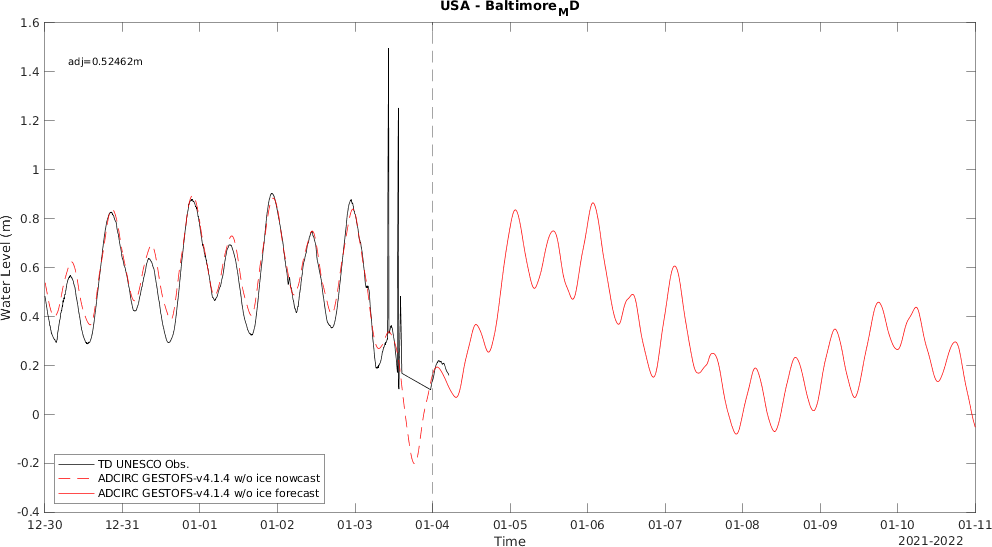 USA - Baltimore_MD
adj=0.52462m
Water Level (m)
1.6
1.4
1.2
1
0.8
0.6
0.4
0.2
0
-0.2
-0.4
TD UNESCO Obs.
ADCIRC GESTOFS-v4.1.4 w/o ice nowcast
ADCIRC GESTOFS-v4.1.4 w/o ice forecast
12-30 12-31 01-01 01-02 01-03 01-04 01-05 01-06 01-07 01-08 01-09 01-10 01-11
Time
2021-2022